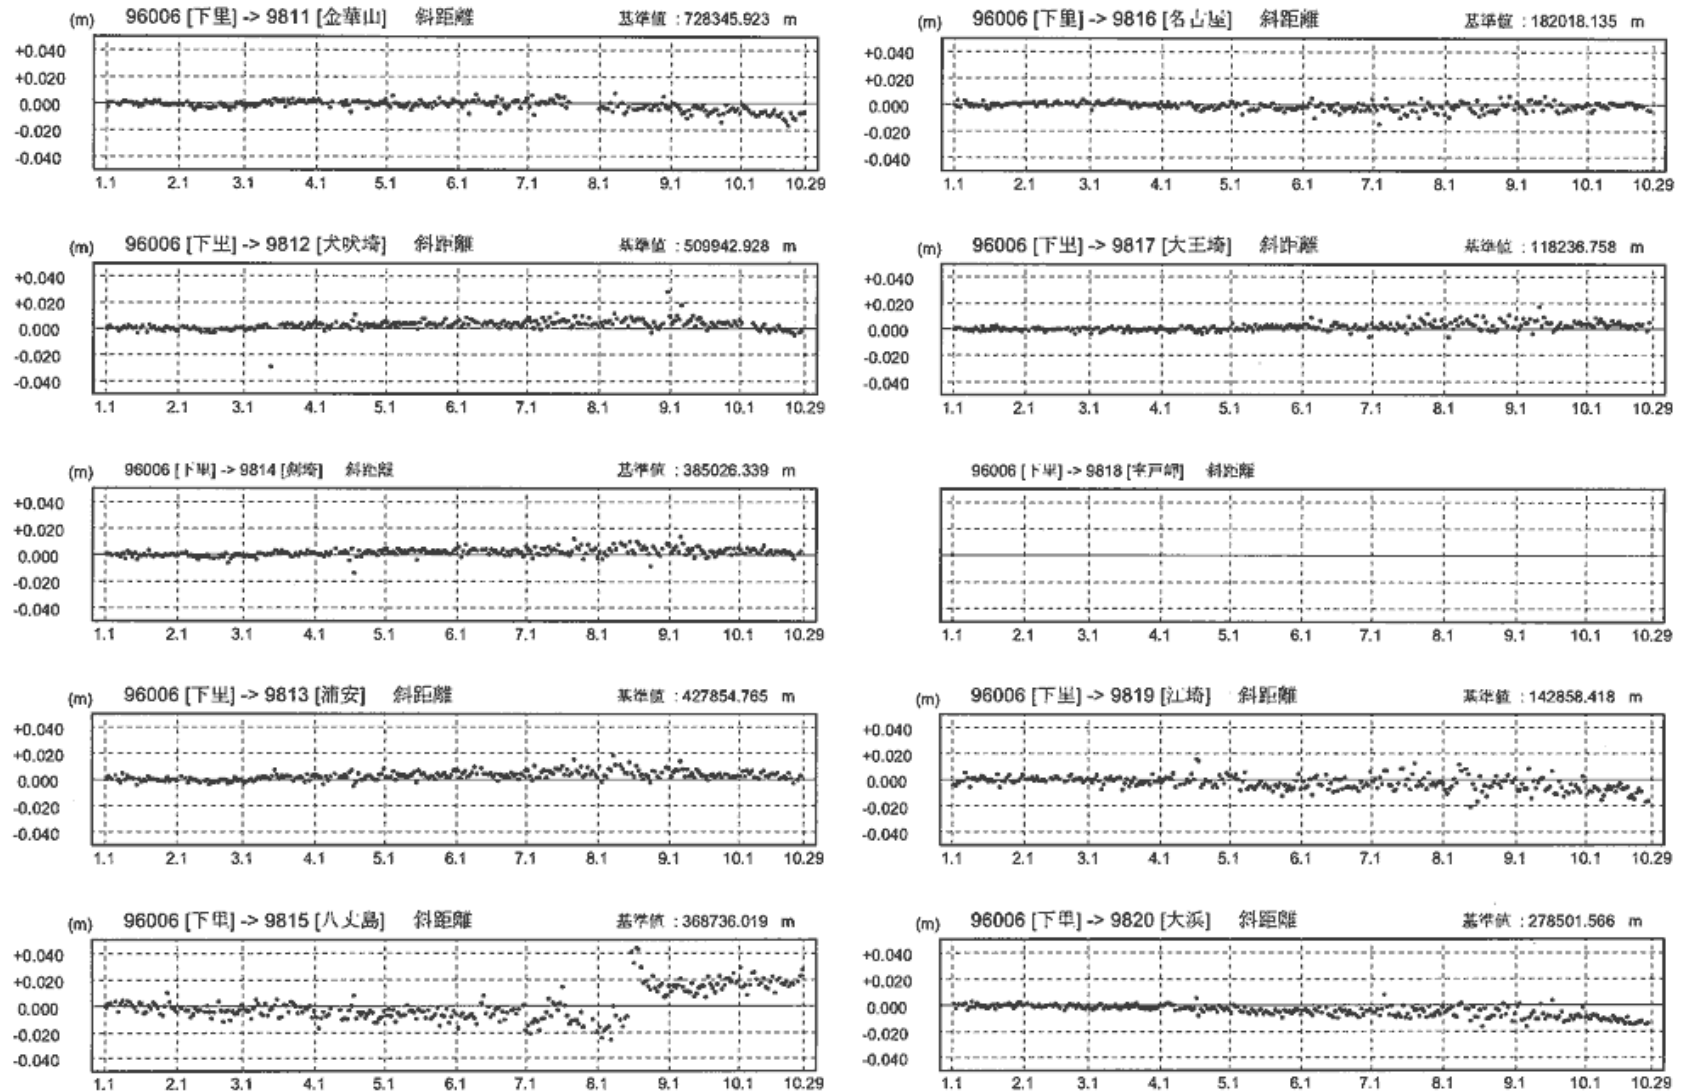 (m) 96006 [下里] -> 9811 [金華山] 斜距離 基準値 : 728345.923 m
+0.040
+0.020
0.000
-0.020
-0.040
1.1 2.1 3.1 4.1 5.1 6.1 7.1 8.1 9.1 10.1 10.29
(m) 96006 [下里] -> 9812 [犬吠埼] 斜距離 基準値 : 509942.928 m
+0.040
+0.020
0.000
-0.020
-0.040
1.1 2.1 3.1 4.1 5.1 6.1 7.1 8.1 9.1 10.1 10.29
(m) 96006 [下里] -> 9814 [剱埼] 斜距離 基準値 : 385026.339 m
+0.040
+0.020
0.000
-0.020
-0.040
1.1 2.1 3.1 4.1 5.1 6.1 7.1 8.1 9.1 10.1 10.29
(m) 96006 [下里] -> 9813 [浦安] 斜距離 基準値 : 427854.765 m
+0.040
+0.020
0.000
-0.020
-0.040
1.1 2.1 3.1 4.1 5.1 6.1 7.1 8.1 9.1 10.1 10.29
(m) 96006 [下里] -> 9815 [八丈島] 斜距離 基準値 : 368736.019 m
+0.040
+0.020
0.000
-0.020
-0.040
1.1 2.1 3.1 4.1 5.1 6.1 7.1 8.1 9.1 10.1 10.29
(m) 96006 [下里] -> 9816 [名古屋] 斜距離 基準値 : 182018.135 m
+0.040
+0.020
0.000
-0.020
-0.040
1.1 2.1 3.1 4.1 5.1 6.1 7.1 8.1 9.1 10.1 10.29
(m) 96006 [下里] -> 9817 [大王埼] 斜距離 基準値 : 118236.758 m
+0.040
+0.020
0.000
-0.020
-0.040
1.1 2.1 3.1 4.1 5.1 6.1 7.1 8.1 9.1 10.1 10.29
96006 [下里] -> 9818 [室戸岬] 斜距離
1.1 2.1 3.1 4.1 5.1 6.1 7.1 8.1 9.1 10.1 10.29
(m) 96006 [下里] -> 9819 [江埼] 斜距離 基準値 : 142858.418 m
+0.040
+0.020
0.000
-0.020
-0.040
1.1 2.1 3.1 4.1 5.1 6.1 7.1 8.1 9.1 10.1 10.29
(m) 96006 [下里] -> 9820 [大浜] 斜距離 基準値 : 278501.566 m
+0.040
+0.020
0.000
-0.020
-0.040
1.1 2.1 3.1 4.1 5.1 6.1 7.1 8.1 9.1 10.1 10.29